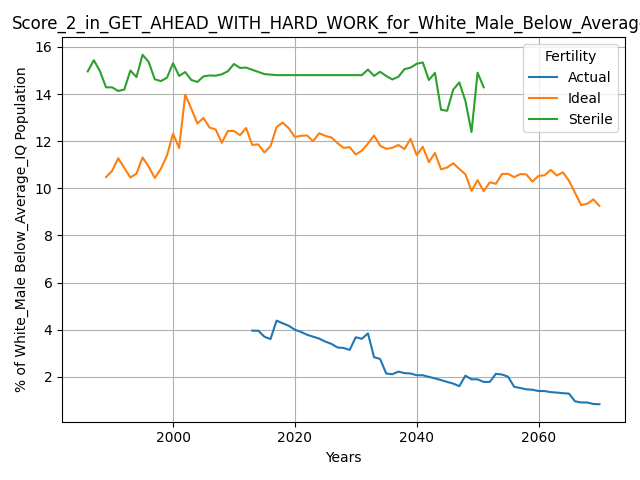 Score_2_in_GET_AHEAD_WITH_HARD_WORK_for_White_Male_Below_Average
Fertility
Actual
Ideal
Sterile
% of White_Male Below_Average_IQ Population
16
14
12
10
8
6
4
2
2000 2020 2040 2060
Years